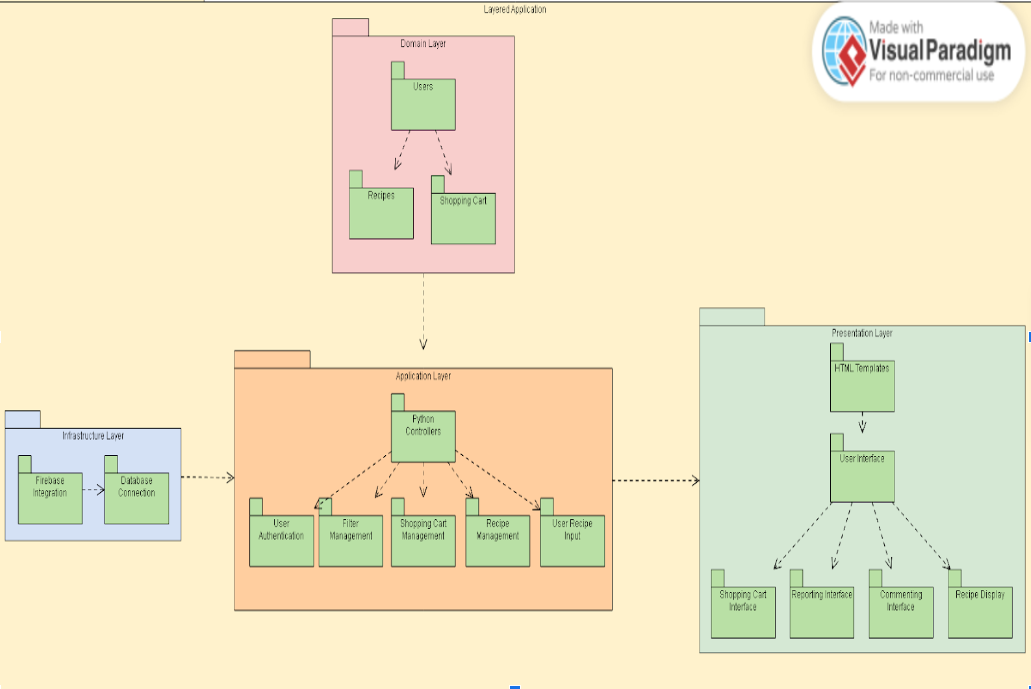 Layered Application
Made with
Visual Paradigm
For non-commercial use
Domain Layer
Users
Recipes
Shopping Cart
Presentation Layer
HTML Templates
User Interface
Shopping Cart
Interface
Reporting Interface
Commenting
Interface
Recipe Display
Application Layer
Python
Controllers
User
Authentication
Filter
Management
Shopping Cart
Management
Recipe
Management
User Recipe
Input
Infrastructure Layer
Firebase
Integration
Database
Connection